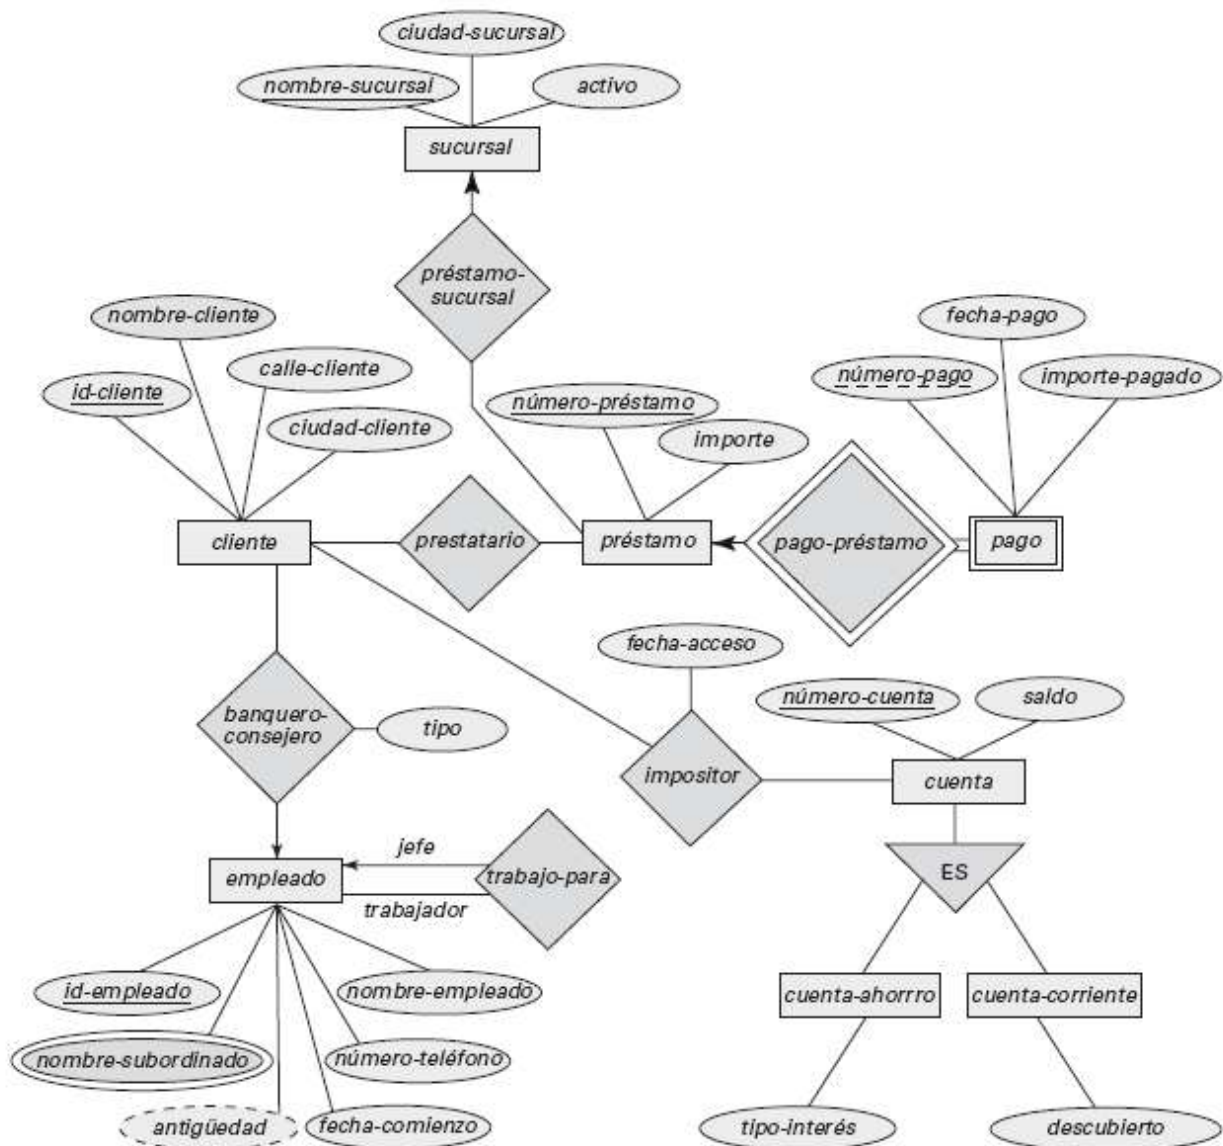 ciudad-sucursal
nombre-sucursal
activo
sucursal
préstamo-
sucursal
nombre-cliente
fecha-pago
calle-cliente
id-cliente
número-pago
importe-pagado
número-préstamo
ciudad-cliente
importe
cliente
prestatario
préstamo
pago-préstamo
pago
fecha-acceso
número-cuenta
saldo
banquero-
consejero
tipo
impositor
cuenta
jefe
empleado
trabajo-para
ES
trabajador
id-empleado
nombre-empleado
cuenta-ahorrro
cuenta-corriente
nombre-subordinado
número-teléfono
antigüedad
fecha-comienzo
tipo-interés
descubierto